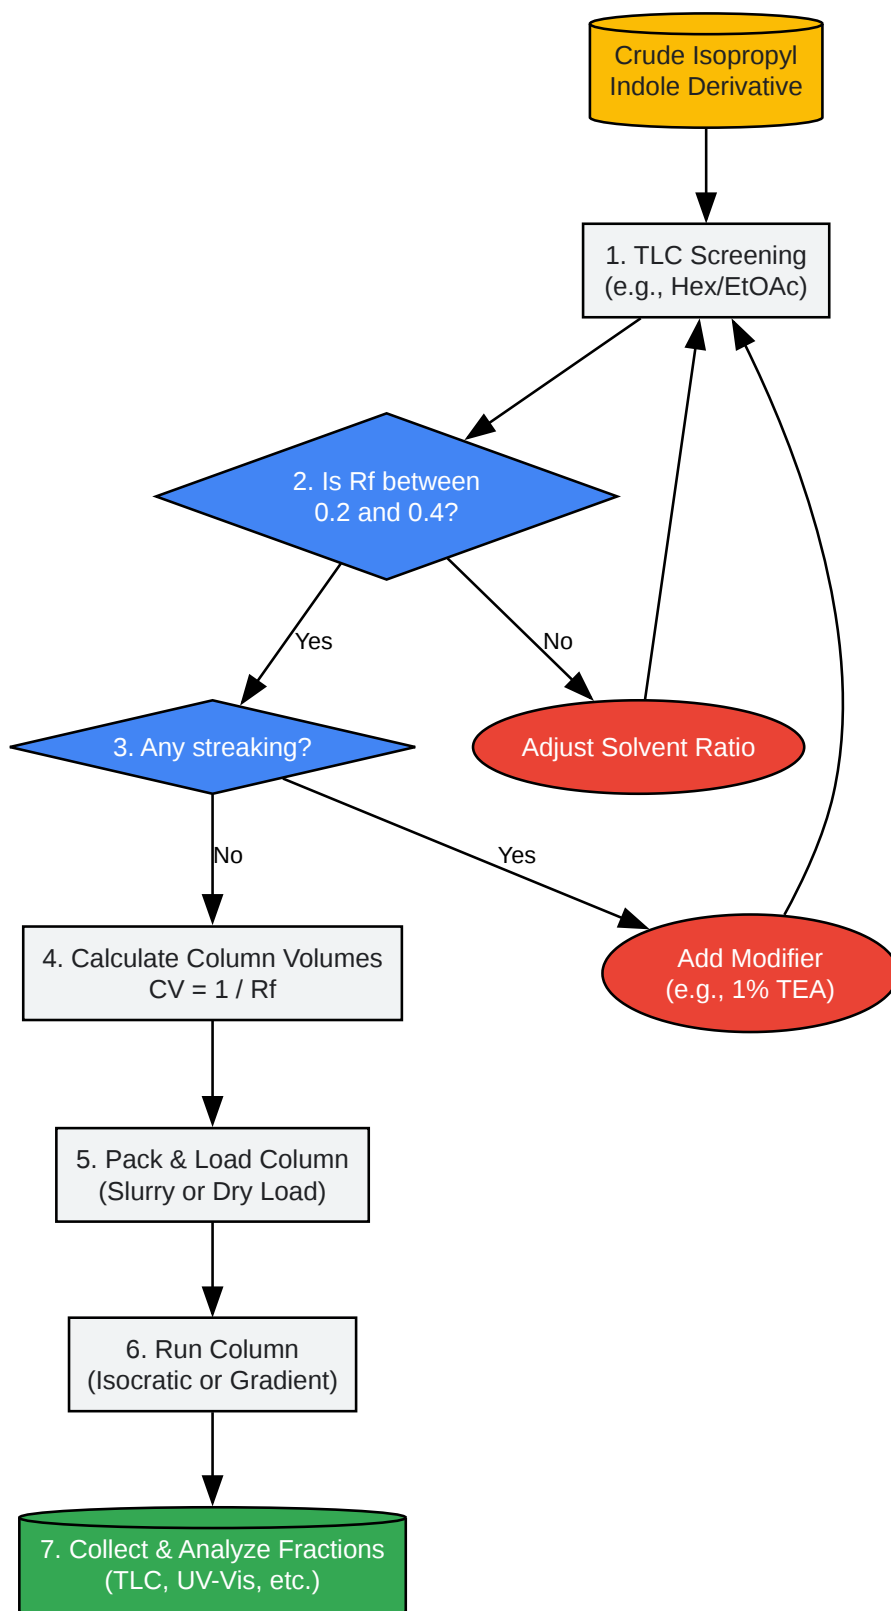 Crude Isopropyl
Indole Derivative
1. TLC Screening
(e.g., Hex/EtOAc)
2. Is Rf between
0.2 and 0.4?
Yes
No
3. Any streaking?
Adjust Solvent Ratio
No
Yes
4. Calculate Column Volumes
CV = 1 / Rf
Add Modifier
(e.g., 1% TEA)
5. Pack & Load Column
(Slurry or Dry Load)
6. Run Column
(Isocratic or Gradient)
7. Collect & Analyze Fractions
(TLC, UV-Vis, etc.)